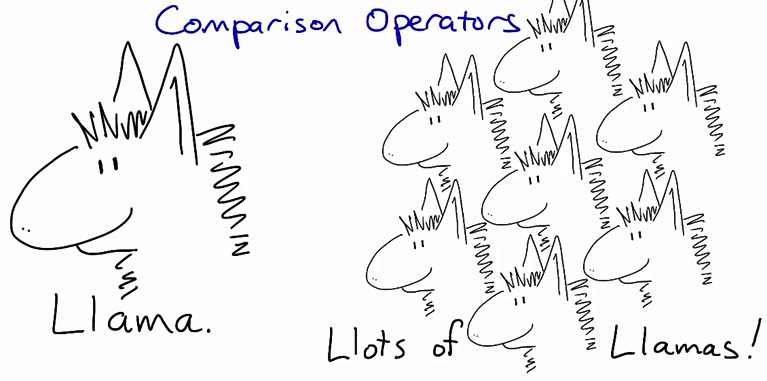 Comparison Operators
Llama.
Llots of Llamas!